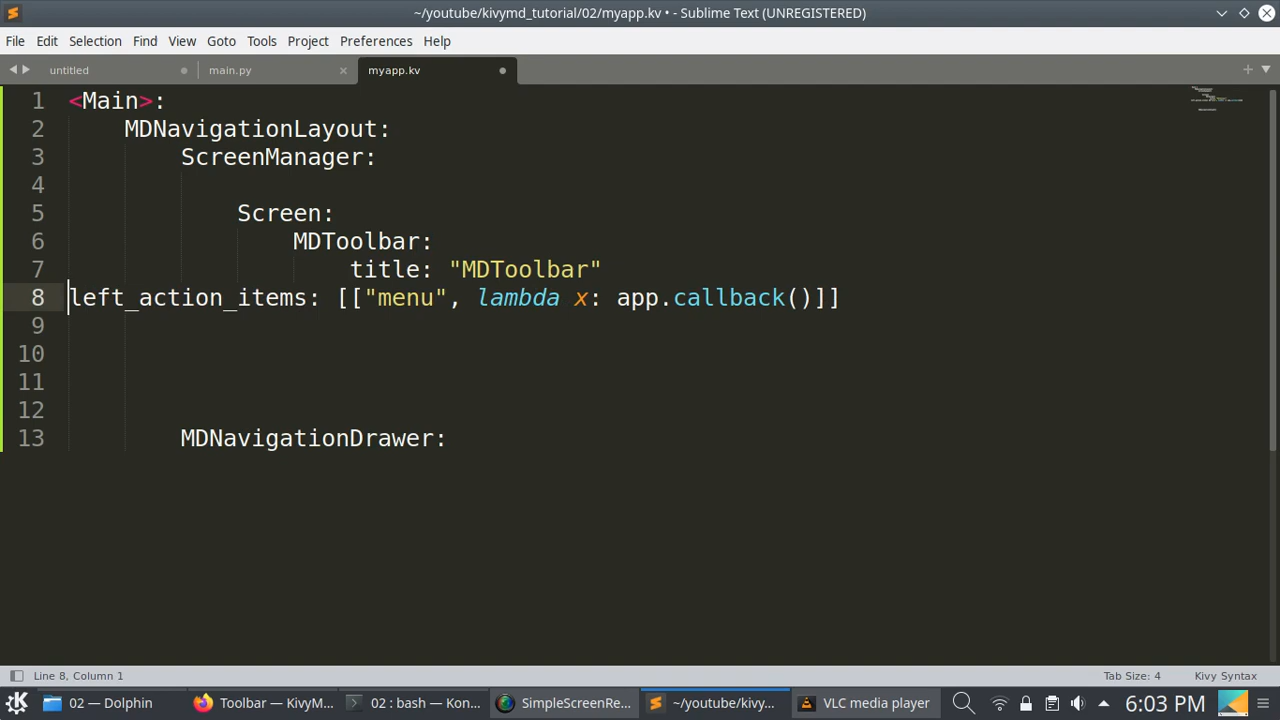 ~/youtube/kivymd_tutorial/02/myapp.kv • - Sublime Text (UNREGISTERED)
File Edit Selection Find View Goto Tools Project Preferences Help
untitled main.py myapp.kv
1 <Main>:
2 MDNavigationLayout:
3 ScreenManager:
4
5 Screen:
6 MDToolbar:
7 title: "MDToolbar"
8 left_action_items: [["menu", lambda x: app.callback()]]
9
10
11
12
13 MDNavigationDrawer:
Line 8, Column 1 Tab Size: 4 Kivy Syntax
02 — Dolphin Toolbar — KivyM... 02 : bash — Kon... SimpleScreenRe... ~/youtube/kivy... VLC media player 6:03 PM